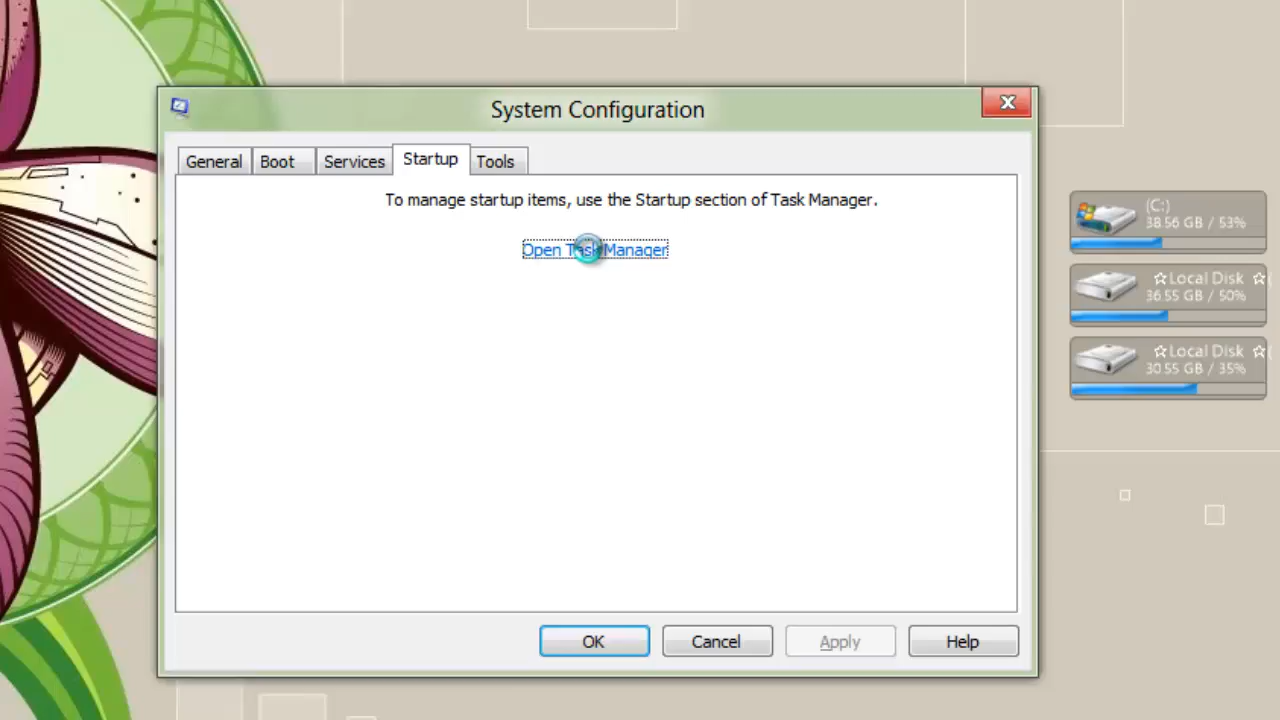 System Configuration
General Boot Services Startup Tools
To manage startup items, use the Startup section of Task Manager.
Open Task Manager
OK Cancel Apply Help
(C:)
38.56 GB / 53%
☆Local Disk ☆(
36.55 GB / 50%
☆Local Disk ☆(
30.55 GB / 35%